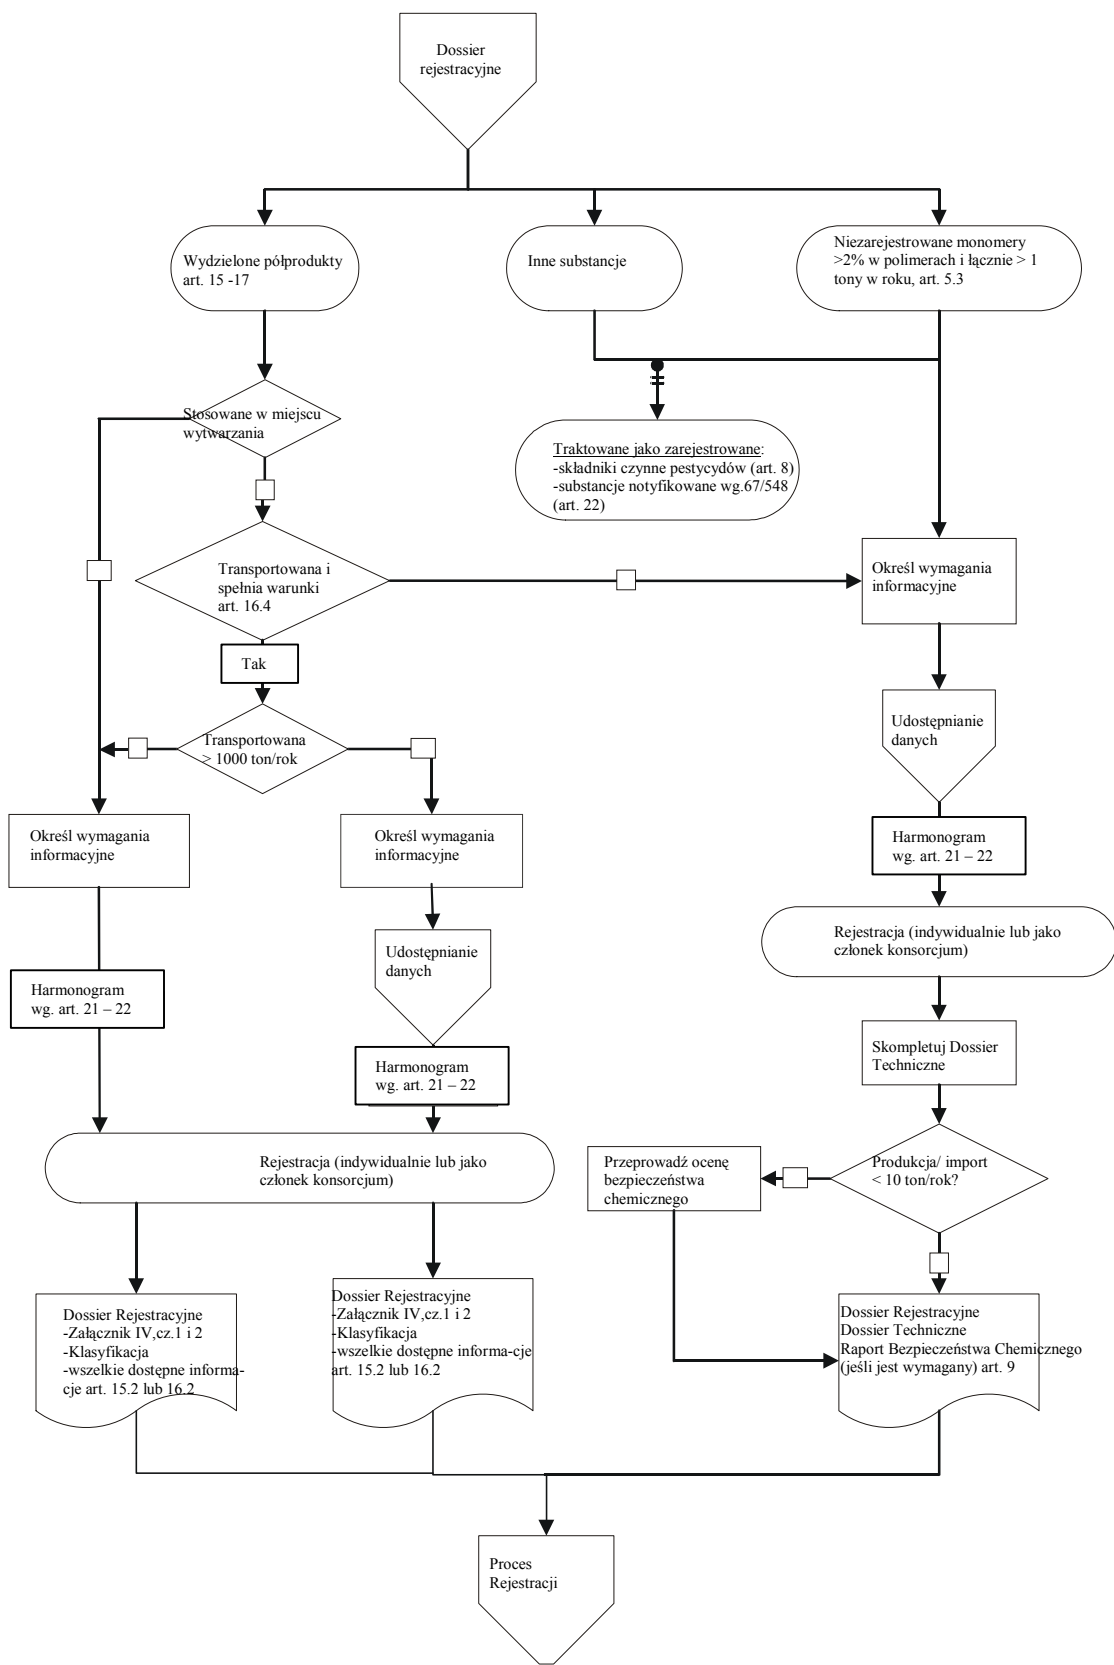 Dossier
rejestracyjne
Wydzielone półprodukty
art. 15 -17
Inne substancje
Niezarejestrowane monomery
>2% w polimerach i łącznie > 1
tony w roku, art. 5.3
Stosowane w miejscu
wytwarzania
Traktowane jako zarejestrowane:
-składniki czynne pestycydów (art. 8)
-substancje notyfikowane wg.67/548
(art. 22)
Transportowana i
spełnia warunki
art. 16.4
Określ wymagania
informacyjne
Tak
Transportowana
> 1000 ton/rok
Udostępnianie
danych
Określ wymagania
informacyjne
Określ wymagania
informacyjne
Harmonogram
wg. art. 21 – 22
Rejestracja (indywidualnie lub jako
członek konsorcjum)
Udostępnianie
danych
Harmonogram
wg. art. 21 – 22
Skompletuj Dossier
Techniczne
Harmonogram
wg. art. 21 – 22
Rejestracja (indywidualnie lub jako
członek konsorcjum)
Przeprowadź ocenę
bezpieczeństwa
chemicznego
Produkcja/ import
< 10 ton/rok?
Dossier Rejestracyjne
-Załącznik IV,cz.1 i 2
-Klasyfikacja
-wszelkie dostępne informa-
cje art. 15.2 lub 16.2
Dossier Rejestracyjne
-Załącznik IV,cz.1 i 2
-Klasyfikacja
-wszelkie dostępne informa-cje
art. 15.2 lub 16.2
Dossier Rejestracyjne
Dossier Techniczne
Raport Bezpieczeństwa Chemicznego
(jeśli jest wymagany) art. 9
Proces
Rejestracji